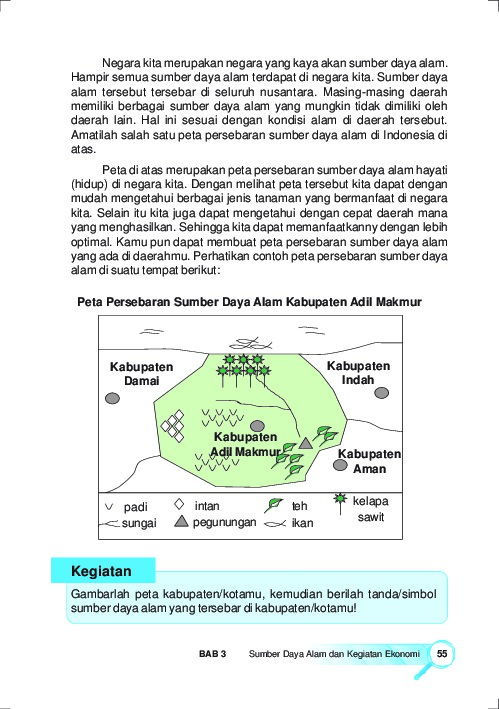 Negara kita merupakan negara yang kaya akan sumber daya alam.
Hampir semua sumber daya alam terdapat di negara kita. Sumber daya
alam tersebut tersebar di seluruh nusantara. Masing-masing daerah
memiliki berbagai sumber daya alam yang mungkin tidak dimiliki oleh
daerah lain. Hal ini sesuai dengan kondisi alam di daerah tersebut.
Amatilah salah satu peta persebaran sumber daya alam di Indonesia di
atas.
Peta di atas merupakan peta persebaran sumber daya alam hayati
(hidup) di negara kita. Dengan melihat peta tersebut kita dapat dengan
mudah mengetahui berbagai jenis tanaman yang bermanfaat di negara
kita. Selain itu kita juga dapat mengetahui dengan cepat daerah mana
yang menghasilkan. Sehingga kita dapat memanfaatkanny dengan lebih
optimal. Kamu pun dapat membuat peta persebaran sumber daya alam
yang ada di daerahmu. Perhatikan contoh peta persebaran sumber daya
alam di suatu tempat berikut:
Peta Persebaran Sumber Daya Alam Kabupaten Adil Makmur
Kabupaten
Damai
Kabupaten
Indah
Kabupaten
Adil Makmur
Kabupaten
Aman
padi
intan
teh
kelapa
sawit
sungai
pegunungan
ikan
Kegiatan
Gambarlah peta kabupaten/kotamu, kemudian berilah tanda/simbol
sumber daya alam yang tersebar di kabupaten/kotamu!
BAB 3 Sumber Daya Alam dan Kegiatan Ekonomi 55